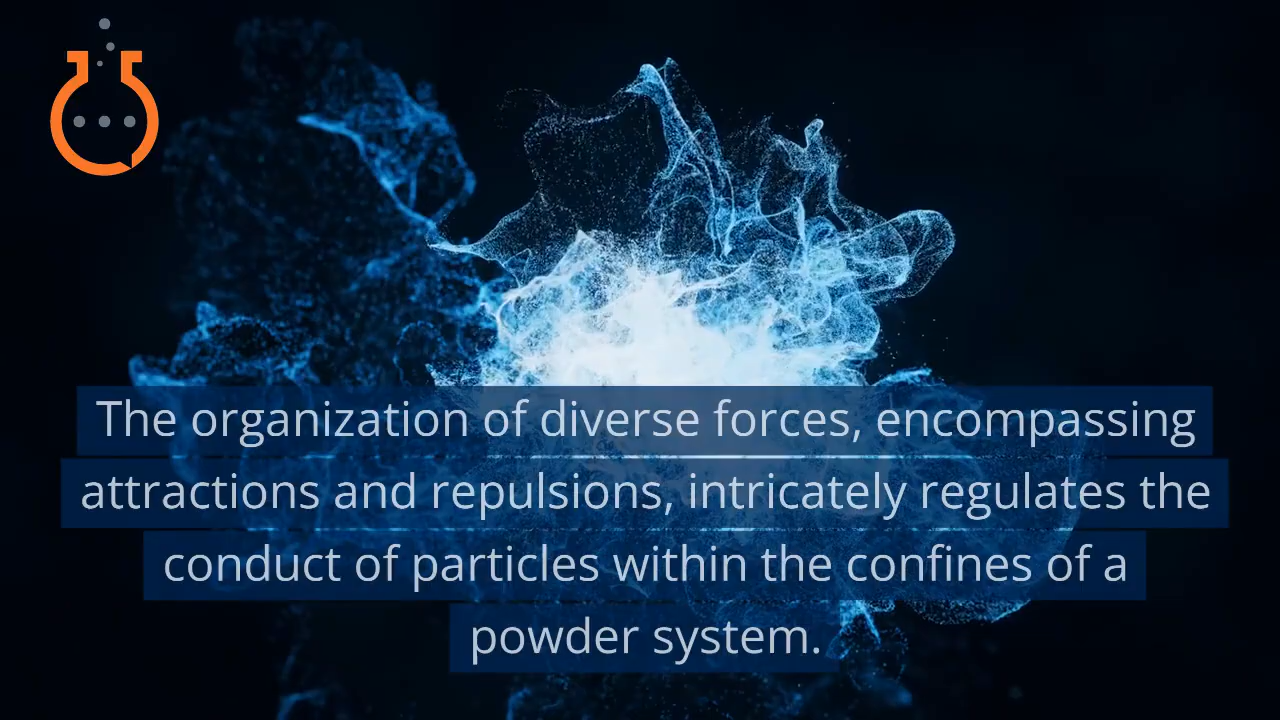 The organization of diverse forces, encompassing
attractions and repulsions, intricately regulates the
conduct of particles within the confines of a
powder system.